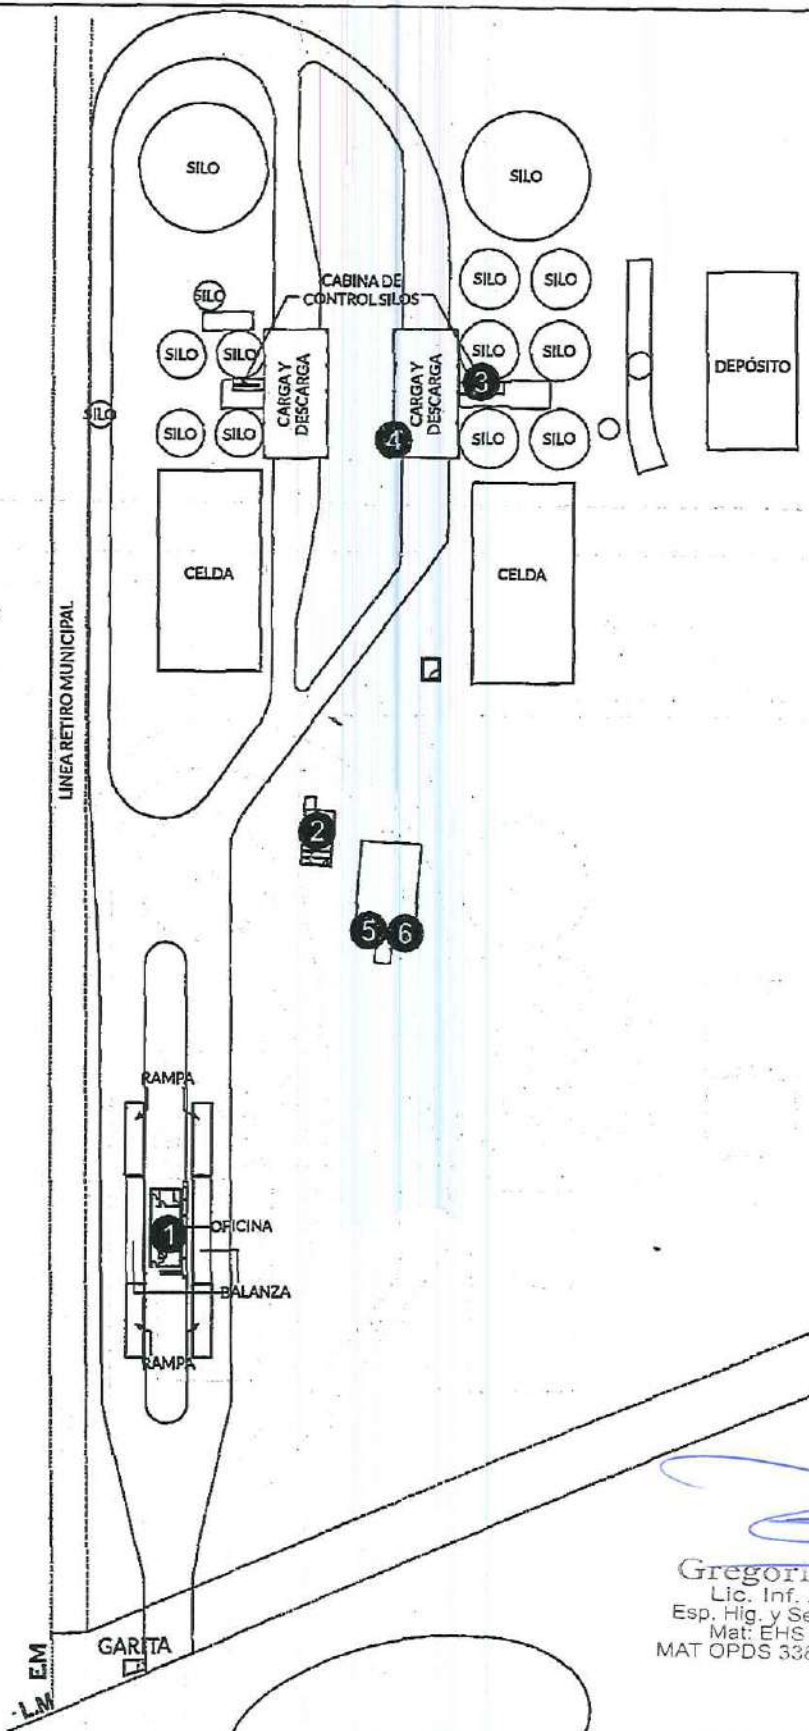 SILO
SILO
CABINA DE
CONTROL SILOS
SILO
SILO
SILO
SILO
SILO
SILO
SILO
CARGA Y
DESCARGA
CARGA Y
DESCARGA
3
DEPÓSITO
SILO
SILO
SILO
4
SILO
SILO
CELDA
CELDA
LINEA RETIRO MUNICIPAL
2
5
6
RAMPA
1
OFICINA
BALANZA
RAMPA
GARITA
E.M
L.M
Gregori
Lic. Inf.
Esp. Hig. y Se
Mat: EHS
MAT OPDS 338